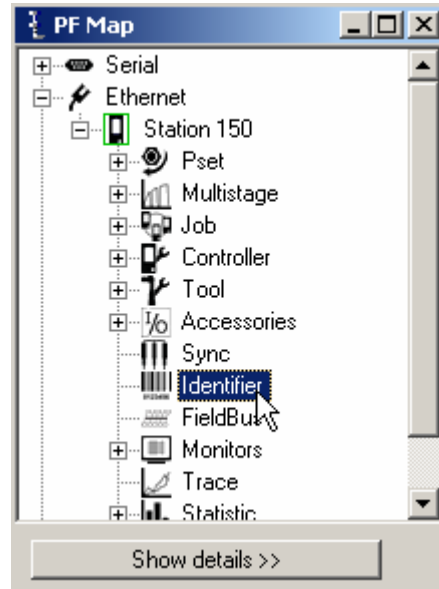 PF Map
Serial
Ethernet
Station 150
Pset
Multistage
Job
Controller
Tool
I/o Accessories
Sync
Identifier
FieldBus
Monitors
Trace
Statistic
Show details >>